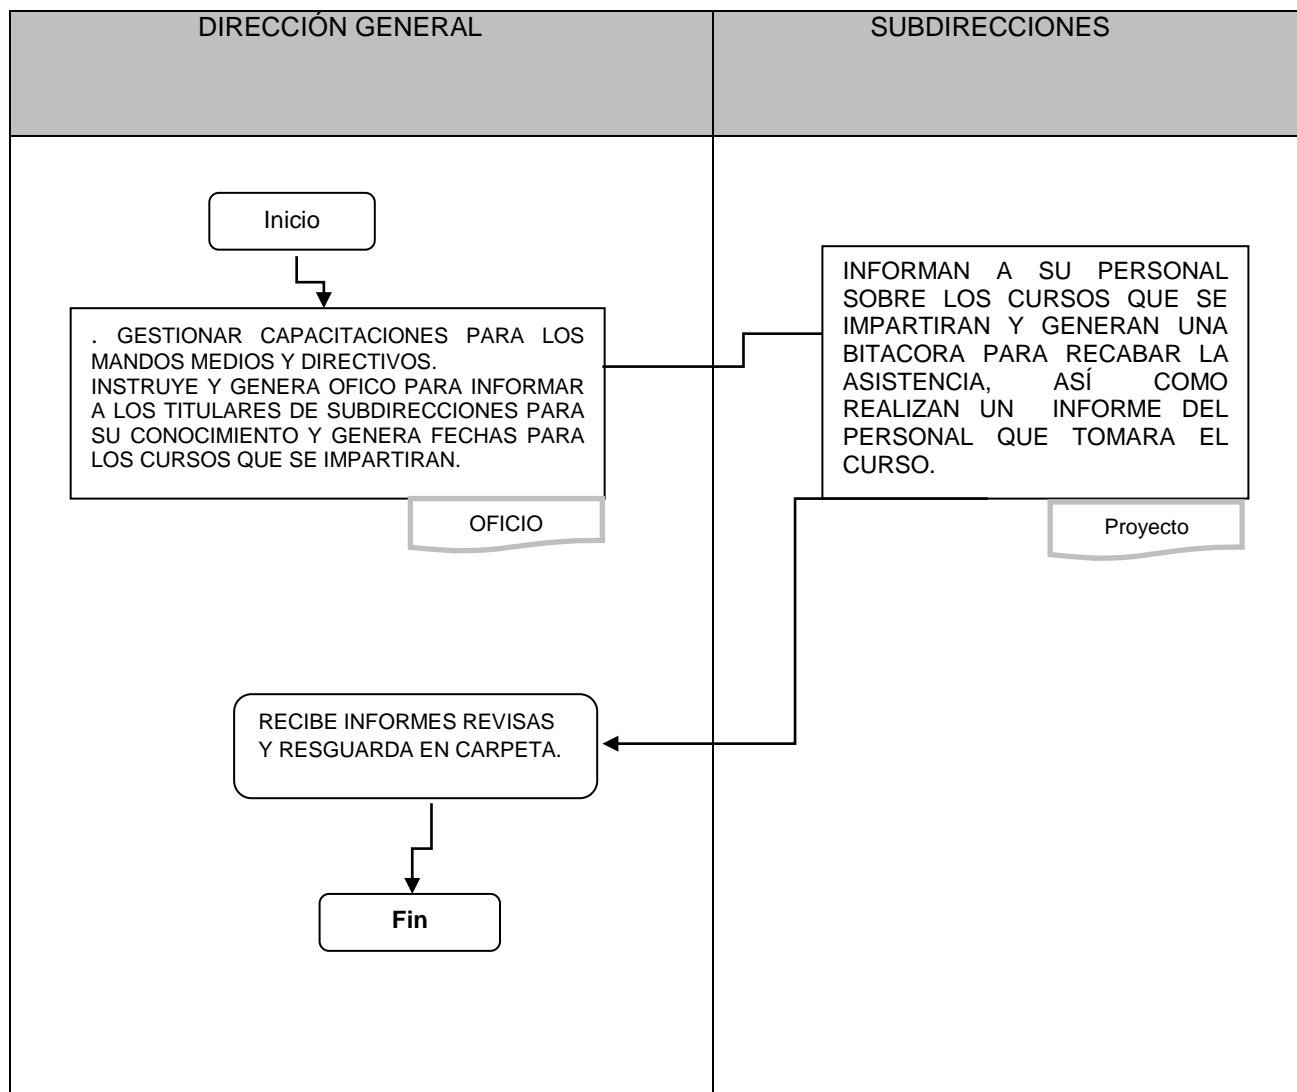 DIRECCIÓN GENERAL
SUBDIRECCIONES
Inicio
. GESTIONAR CAPACITACIONES PARA LOS
MANDOS MEDIOS Y DIRECTIVOS.
INSTRUYE Y GENERA OFICO PARA INFORMAR
A LOS TITULARES DE SUBDIRECCIONES PARA
SU CONOCIMIENTO Y GENERA FECHAS PARA
LOS CURSOS QUE SE IMPARTIRAN.
OFICIO
INFORMAN A SU PERSONAL
SOBRE LOS CURSOS QUE SE
IMPARTIRAN Y GENERAN UNA
BITACORA PARA RECABAR LA
ASISTENCIA, ASÍ COMO
REALIZAN UN INFORME DEL
PERSONAL QUE TOMARA EL
CURSO.
Proyecto
RECIBE INFORMES REVISAS
Y RESGUARDA EN CARPETA.
Fin